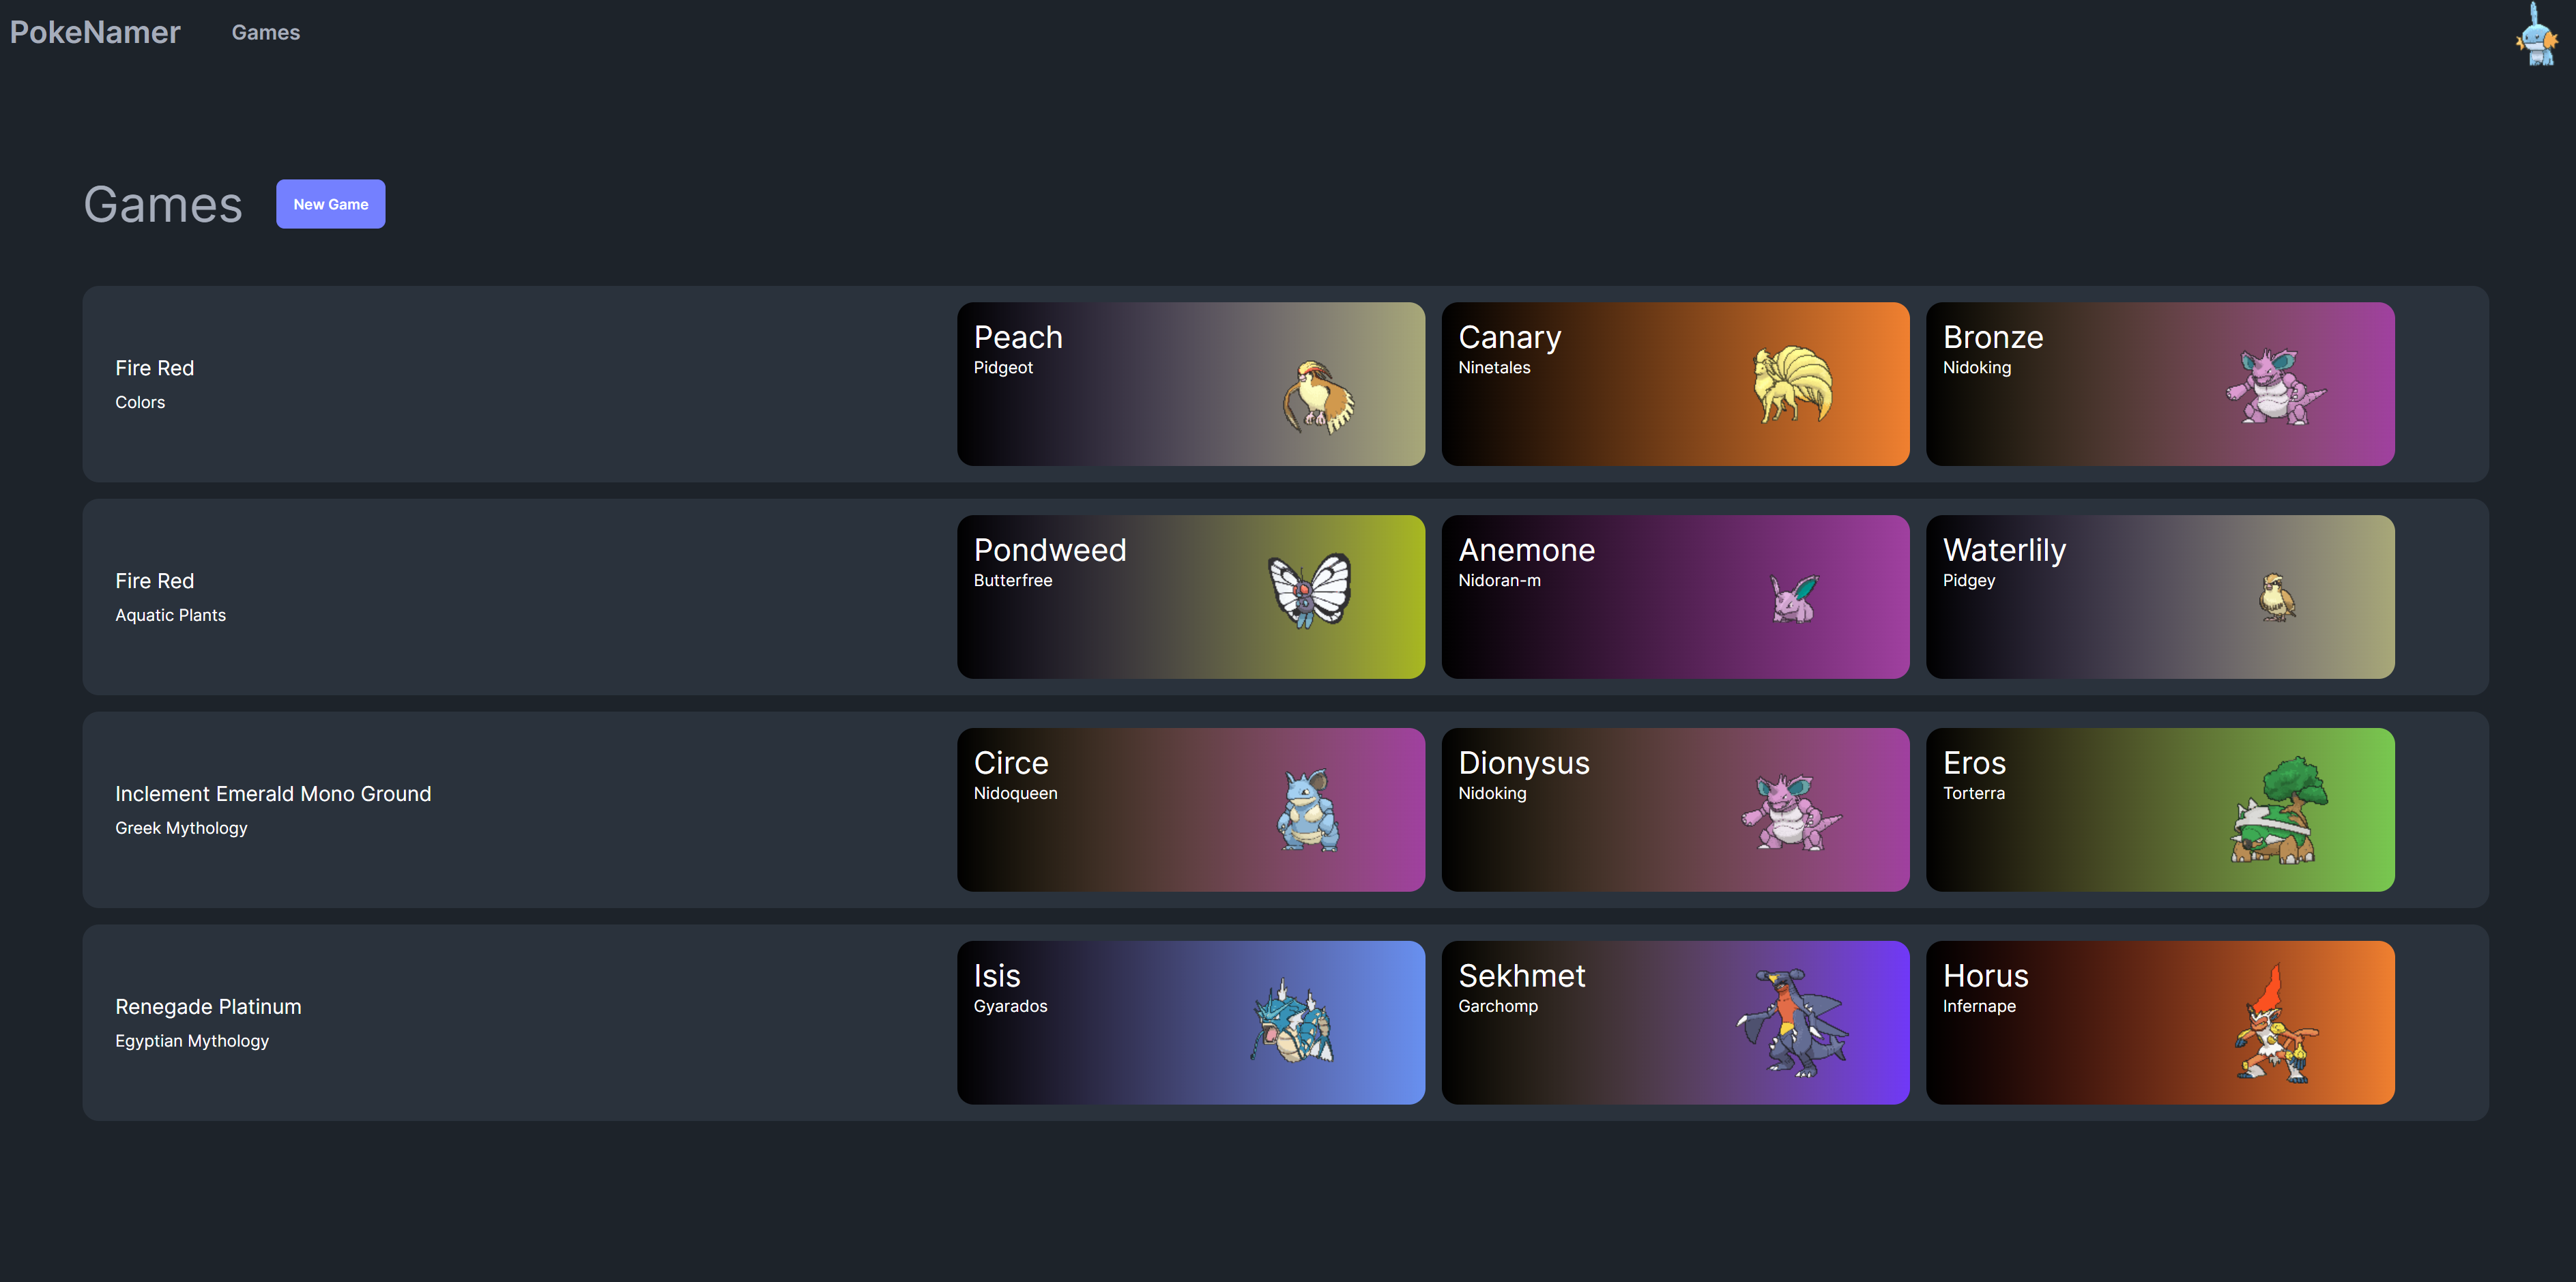 PokeNamer
Games
Games
New Game
Fire Red
Colors
Peach
Pidgeot
Canary
Ninetales
Bronze
Nidoking
Fire Red
Aquatic Plants
Pondweed
Butterfree
Anemone
Nidoran-m
Waterlily
Pidgey
Inclement Emerald Mono Ground
Greek Mythology
Circe
Nidoqueen
Dionysus
Nidoking
Eros
Torterra
Renegade Platinum
Egyptian Mythology
Isis
Gyarados
Sekhmet
Garchomp
Horus
Infernape